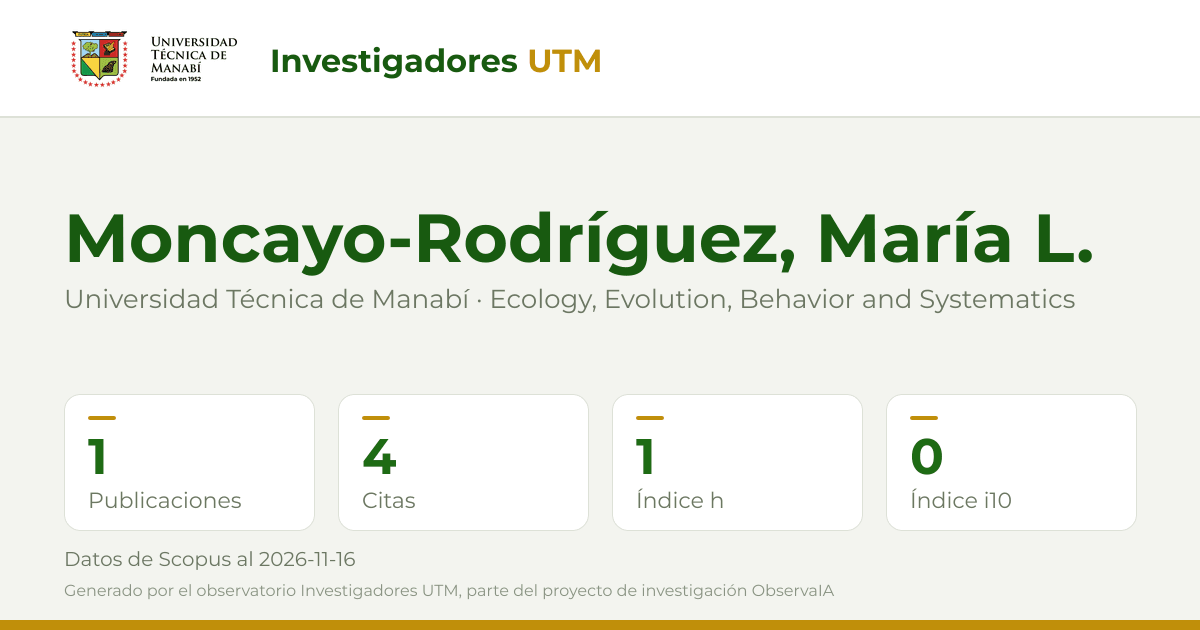 UNIVERSIDAD
TÉCNICA DE
MANABÍ
Fundada en 1952
Investigadores UTM
Moncayo-Rodríguez, María L.
Universidad Técnica de Manabí · Ecology, Evolution, Behavior and Systematics
1
Publicaciones
4
Citas
1
Índice h
0
Índice i10
Datos de Scopus al 2026-11-16
Generado por el observatorio Investigadores UTM, parte del proyecto de investigación ObservaIA